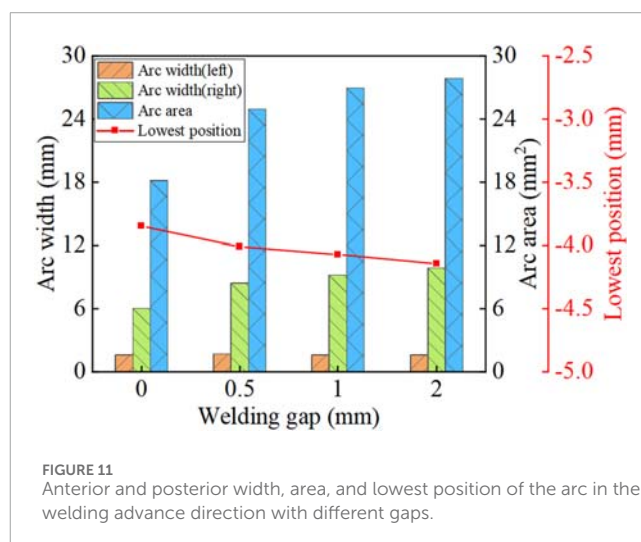 30
24
18
12
6
0
Arc width (mm)
Arc width(left)
Arc width(right)
Arc area
Lowest position
0
0.5
1
2
Welding gap (mm)
30
24
18
12
6
0
Arc area (mm²)
-2.5
-3.0
-3.5
-4.0
-4.5
-5.0
Lowest position (mm)
FIGURE 11
Anterior and posterior width, area, and lowest position of the arc in the
welding advance direction with different gaps.